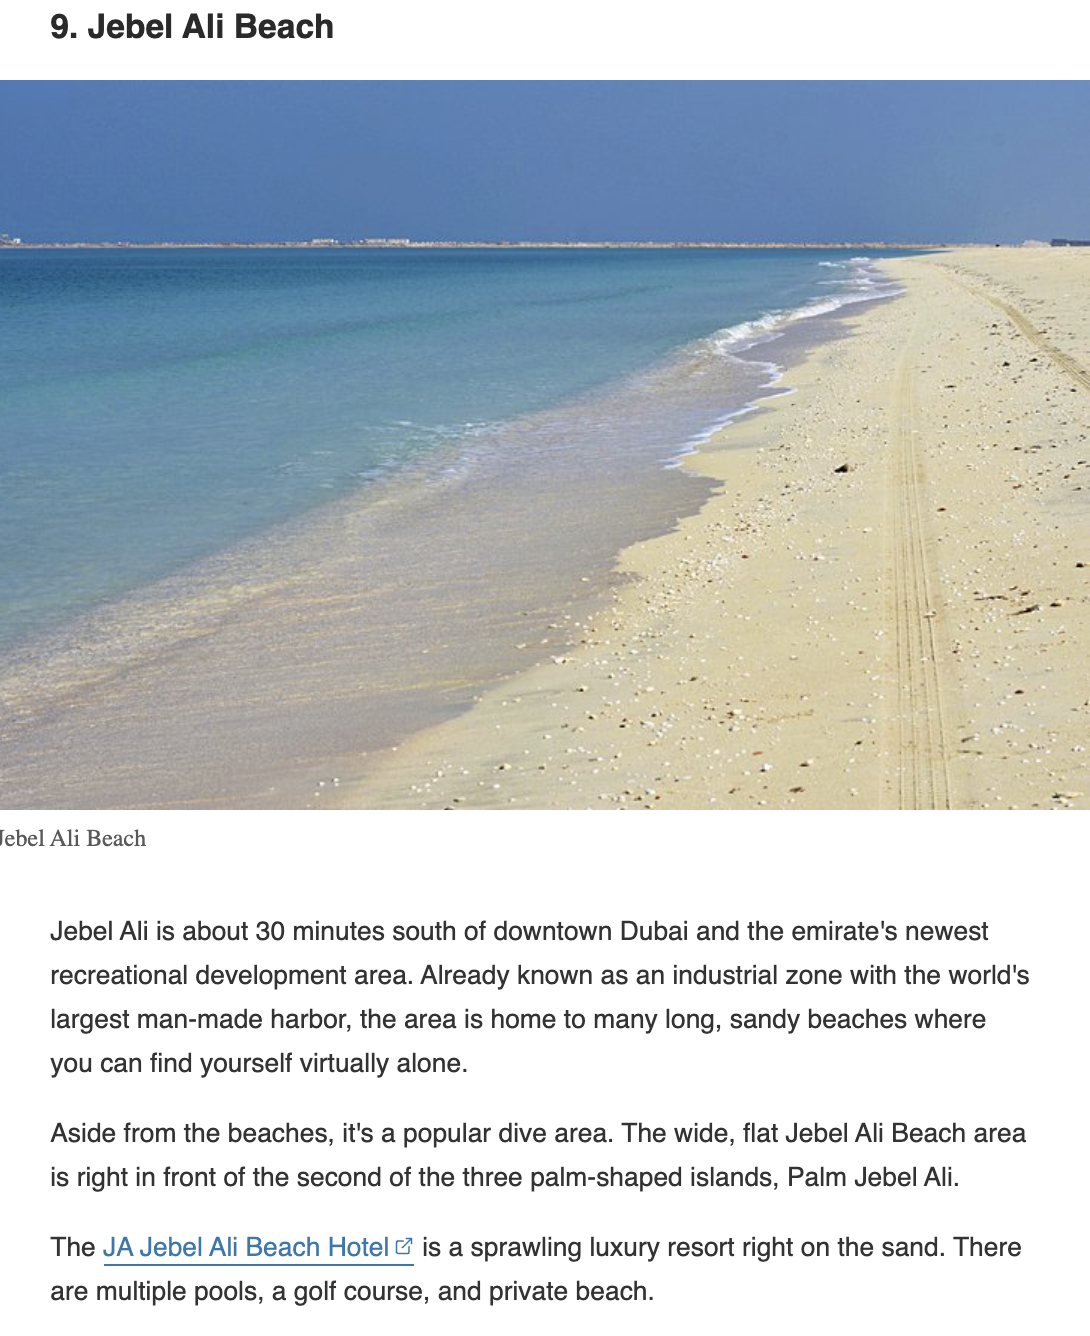 9. Jebel Ali Beach
Jebel Ali Beach
Jebel Ali is about 30 minutes south of downtown Dubai and the emirate's newest
recreational development area. Already known as an industrial zone with the world's
largest man-made harbor, the area is home to many long, sandy beaches where
you can find yourself virtually alone.
Aside from the beaches, it's a popular dive area. The wide, flat Jebel Ali Beach area
is right in front of the second of the three palm-shaped islands, Palm Jebel Ali.
The JA Jebel Ali Beach Hotel is a sprawling luxury resort right on the sand. There
are multiple pools, a golf course, and private beach.